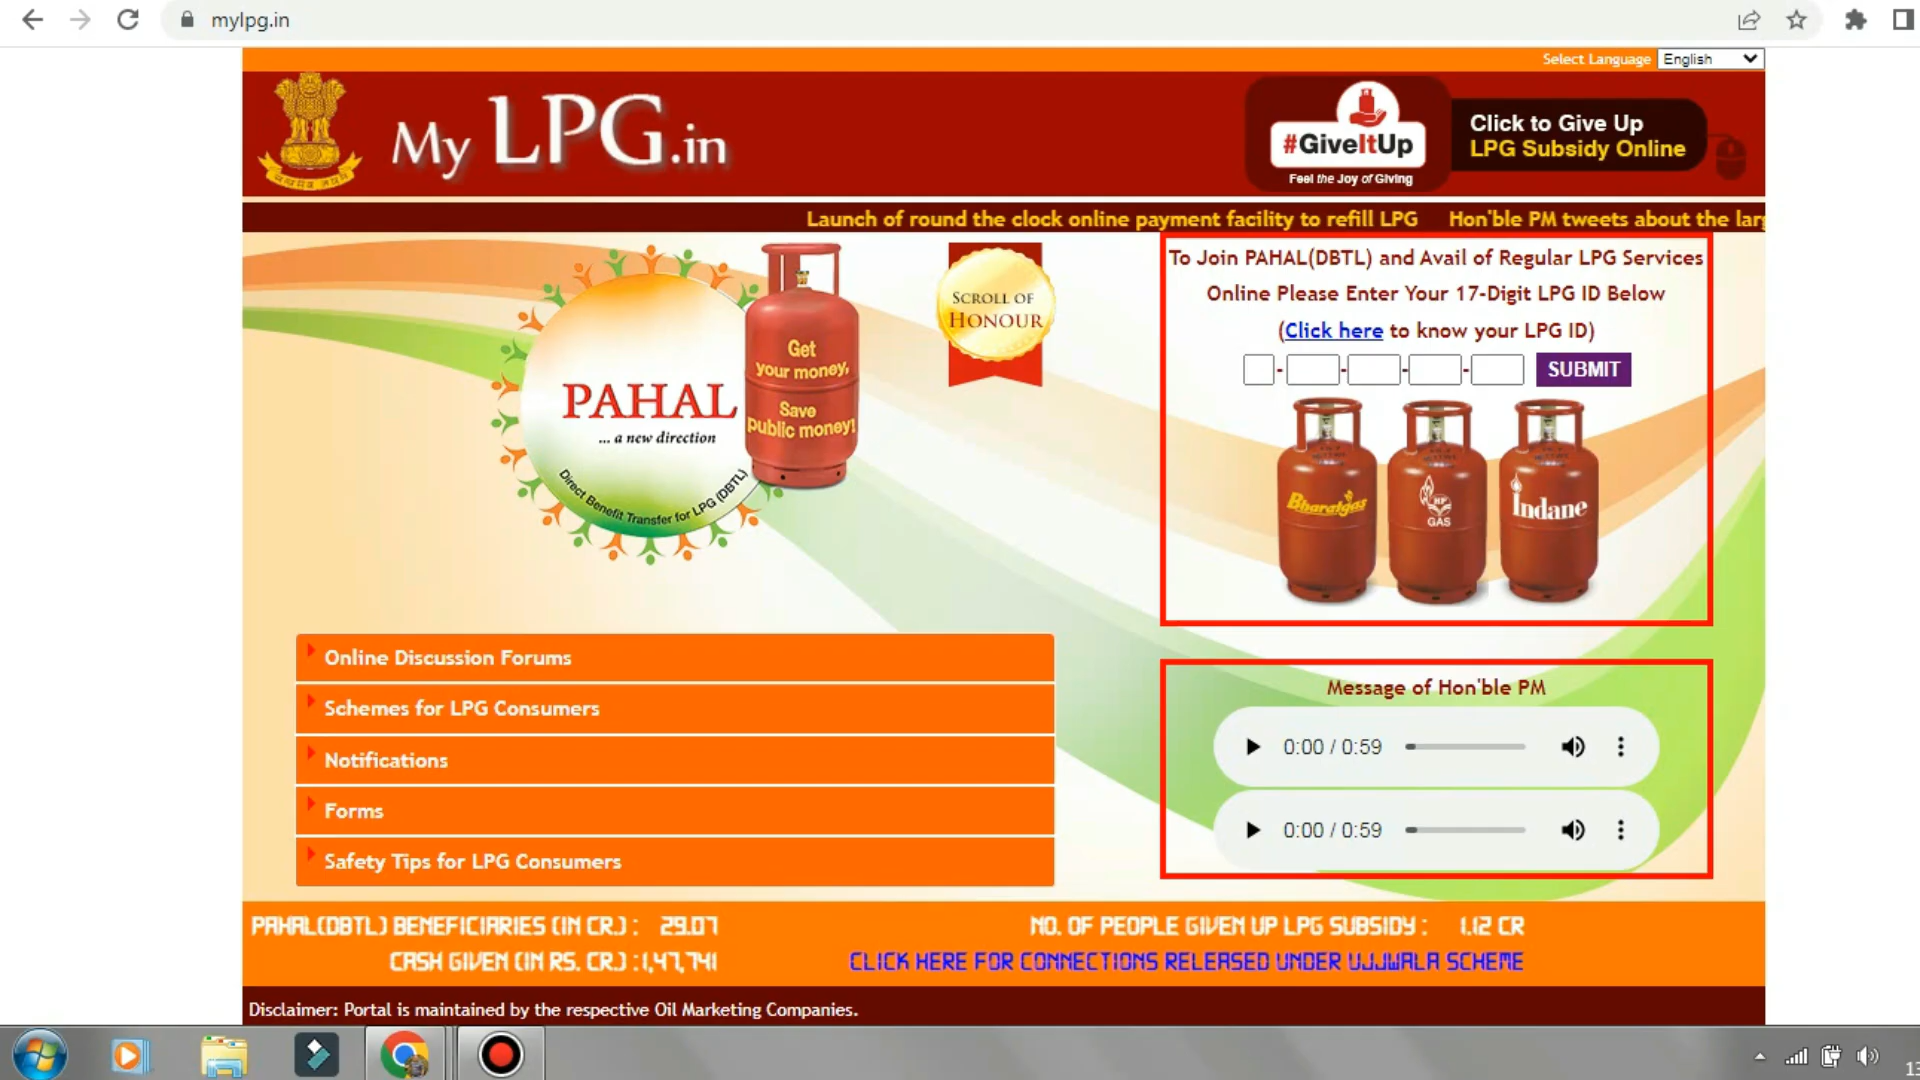 mylpg.in
Select Language English
My LPG.in
#GiveItUp
Feel the Joy of Giving
Click to Give Up
LPG Subsidy Online
Launch of round the clock online payment facility to refill LPG Hon'ble PM tweets about the
PAHAL
... a new direction
Direct Benefit Transfer for LPG (DBTL)
Get
your money,
Save
public money!
SCROLL OF
HONOUR
To Join PAHAL(DBTL) and Avail of Regular LPG Services
Online Please Enter Your 17-Digit LPG ID Below
(Click here to know your LPG ID)
- - - - SUBMIT
Bharatgas
HP
GAS
Indane
Online Discussion Forums
Schemes for LPG Consumers
Notifications
Forms
Safety Tips for LPG Consumers
Message of Hon'ble PM
0:00 / 0:59
0:00 / 0:59
PAHAL(DBTL) BENEFICIARIES (IN CR.) : 29.07
CASH GIVEN (IN RS. CR.) :1,47,741
NO. OF PEOPLE GIVEN UP LPG SUBSIDY : 1.12 CR
CLICK HERE FOR CONNECTIONS RELEASED UNDER UJJWALA SCHEME
Disclaimer: Portal is maintained by the respective Oil Marketing Companies.